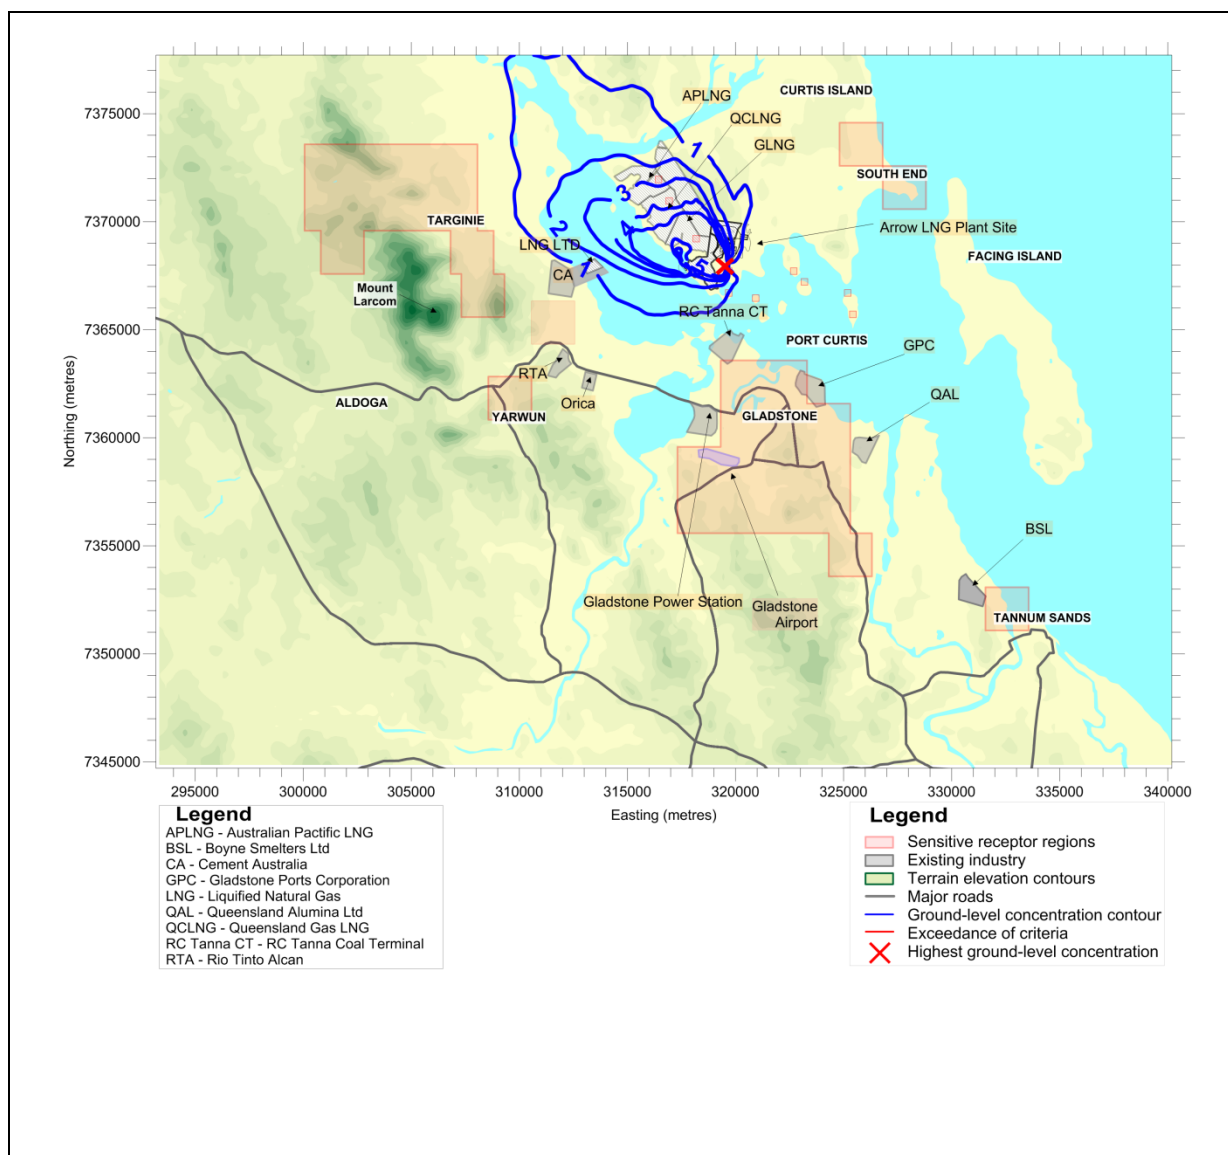 7375000
7370000
7365000
7360000
7355000
7350000
7345000
Northing (metres)
295000
300000
305000
310000
315000
320000
325000
330000
335000
340000
Easting (metres)
CURTIS ISLAND
APLNG
QCLNG
GLNG
1
SOUTH END
3
TARGINIE
2
4
Arrow LNG Plant Site
LNG LTD
FACING ISLAND
CA
1
5
Mount
Larcom
RC Tanna CT
PORT CURTIS
GPC
RTA
QAL
ALDOGA
Orica
YARWUN
GLADSTONE
BSL
Gladstone Power Station
Gladstone
Airport
TANNUM SANDS
Legend
APLNG - Australian Pactific LNG
BSL - Boyne Smelters Ltd
CA - Cement Australia
GPC - Gladstone Ports Corporation
LNG - Liquified Natural Gas
QAL - Queensland Alumina Ltd
QCLNG - Queensland Gas LNG
RC Tanna CT - RC Tanna Coal Terminal
RTA - Rio Tinto Alcan
Legend
Sensitive receptor regions
Existing industry
Terrain elevation contours
Major roads
Ground-level concentration contour
Exceedance of criteria
Highest ground-level concentration